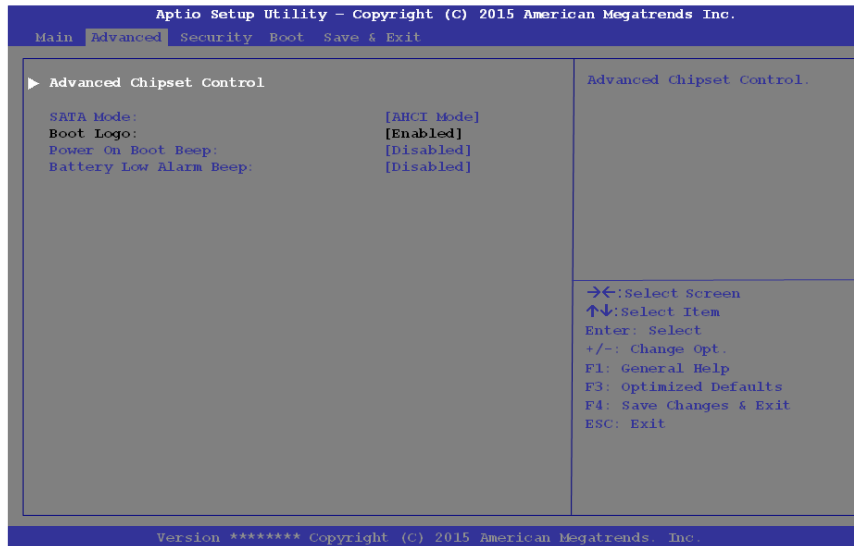 Aptio Setup Utility – Copyright (C) 2015 American Megatrends Inc.
Main Advanced Security Boot Save & Exit
▶ Advanced Chipset Control
SATA Mode: [AHCI Mode]
Boot Logo: [Enabled]
Power On Boot Beep: [Disabled]
Battery Low Alarm Beep: [Disabled]
Advanced Chipset Control.
→←:Select Screen
↑↓:Select Item
Enter: Select
+/-: Change Opt.
F1: General Help
F3: Optimized Defaults
F4: Save Changes & Exit
ESC: Exit
Version ******** Copyright (C) 2015 American Megatrends. Inc.